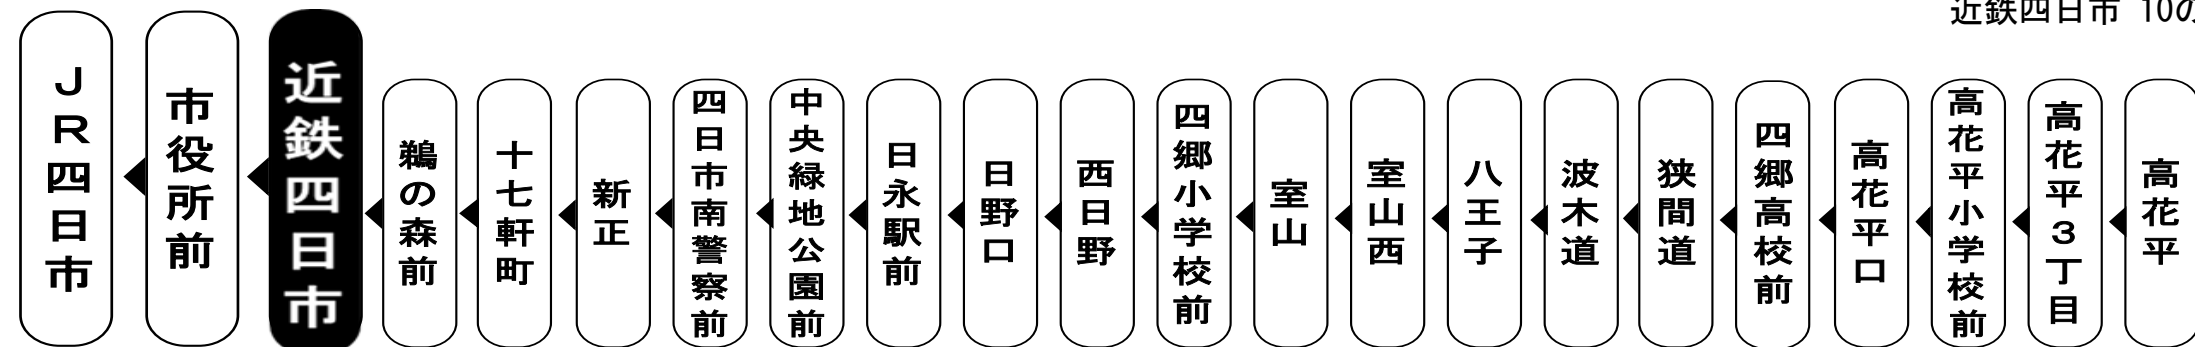 近鉄四日市 10の
JR四日市
市役所前
近鉄四日市
鵜の森前
十七軒町
新正
四日市南警察前
中央緑地公園前
日永駅前
日野口
西日野
四郷小学校前
室山
室山西
八王子
波木道
狭間道
四郷高校前
高花平口
高花平小学校前
高花平3丁目
高花平